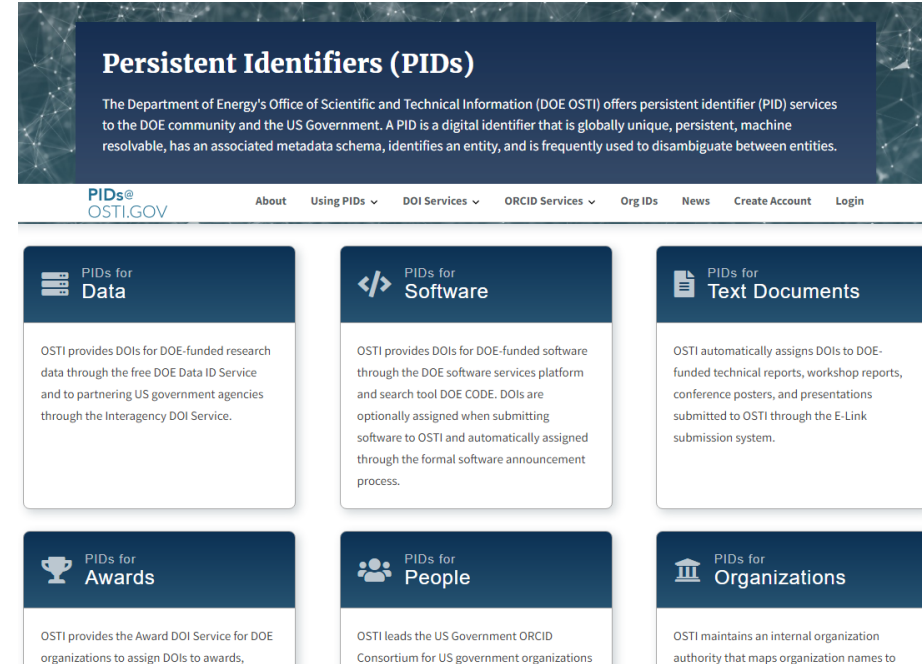 Persistent Identifiers (PIDs)
The Department of Energy's Office of Scientific and Technical Information (DOE OSTI) offers persistent identifier (PID) services
to the DOE community and the US Government. A PID is a digital identifier that is globally unique, persistent, machine
resolvable, has an associated metadata schema, identifies an entity, and is frequently used to disambiguate between entities.
PIDs@
OSTI.GOV
About Using PIDs DOI Services ORCID Services Org IDs News Create Account Login
PIDs for
Data
OSTI provides DOIs for DOE-funded research
data through the free DOE Data ID Service
and to partnering US government agencies
through the Interagency DOI Service.
PIDs for
Software
OSTI provides DOIs for DOE-funded software
through the DOE software services platform
and search tool DOE CODE. DOIs are
optionally assigned when submitting
software to OSTI and automatically assigned
through the formal software announcement
process.
PIDs for
Text Documents
OSTI automatically assigns DOIs to DOE-
funded technical reports, workshop reports,
conference posters, and presentations
submitted to OSTI through the E-Link
submission system.
PIDs for
Awards
OSTI provides the Award DOI Service for DOE
organizations to assign DOIs to awards,
PIDs for
People
OSTI leads the US Government ORCID
Consortium for US government organizations
PIDs for
Organizations
OSTI maintains an internal organization
authority that maps organization names to